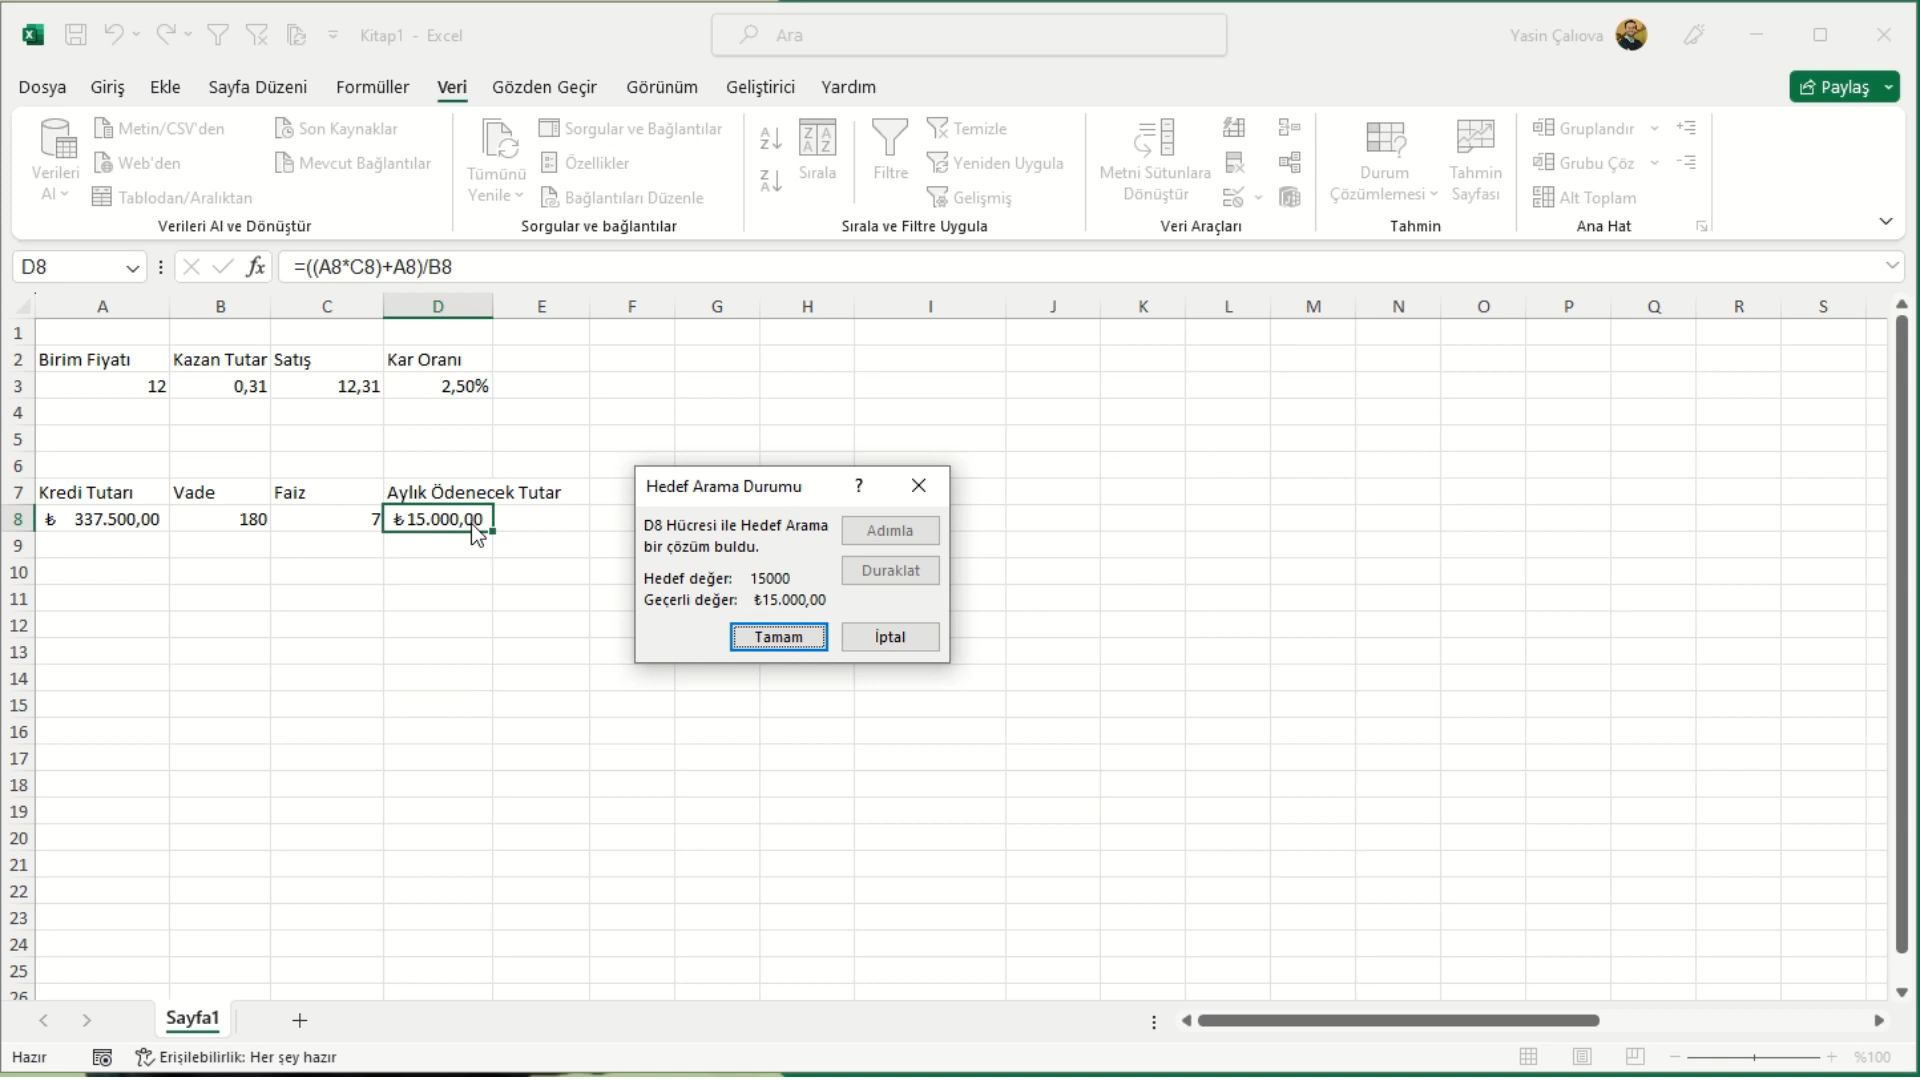 Kitap1 - Excel
Ara
Yasin Çalıova
Dosya Giriş Ekle Sayfa Düzeni Formüller Veri Gözden Geçir Görünüm Geliştirici Yardım
Paylaş
Verileri Al
Metin/CSV'den
Web'den
Tablodan/Aralıktan
Son Kaynaklar
Mevcut Bağlantılar
Verileri Al ve Dönüştür
Tümünü Yenile
Sorgular ve Bağlantılar
Özellikler
Bağlantıları Düzenle
Sorgular ve bağlantılar
Sırala
Filtre
Temizle
Yeniden Uygula
Gelişmiş
Sırala ve Filtre Uygula
Metni Sütunlara
Dönüştür
Veri Araçları
Durum
Çözümlemesi
Tahmin
Sayfası
Tahmin
Gruplandır
Grubu Çöz
Alt Toplam
Ana Hat
D8 fx =((A8*C8)+A8)/B8
A B C D E F G H I J K L M N O P Q R S
1
2 Birim Fiyatı Kazan Tutar Satış Kar Oranı
3 12 0,31 12,31 2,50%
4
5
6
7 Kredi Tutarı Vade Faiz Aylık Ödenecek Tutar
8 ₺ 337.500,00 180 7 ₺15.000,00
9
10
11
12
13
14
15
16
17
18
19
20
21
22
23
24
25
26
Hedef Arama Durumu ?
D8 Hücresi ile Hedef Arama
bir çözüm buldu.
Hedef değer: 15000
Geçerli değer: ₺15.000,00
Adımla
Duraklat
Tamam İptal
Sayfa1
Hazır Erişilebilirlik: Her şey hazır %100